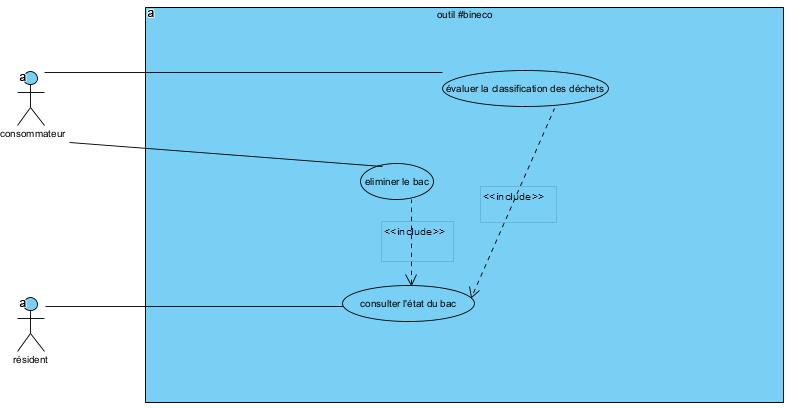 a
outil #bineco
a
évaluer la classification des déchets
consommateur
eliminer le bac
<<include>>
<<include>>
a
consulter l'état du bac
résident